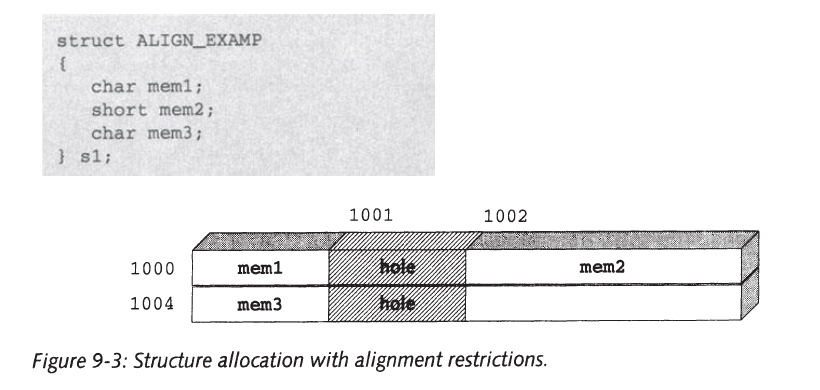 struct ALIGN_EXAMP
{
char mem1;
short mem2;
char mem3;
} s1;
1001 1002
1000 mem1 hole mem2
1004 mem3 hole
Figure 9-3: Structure allocation with alignment restrictions.